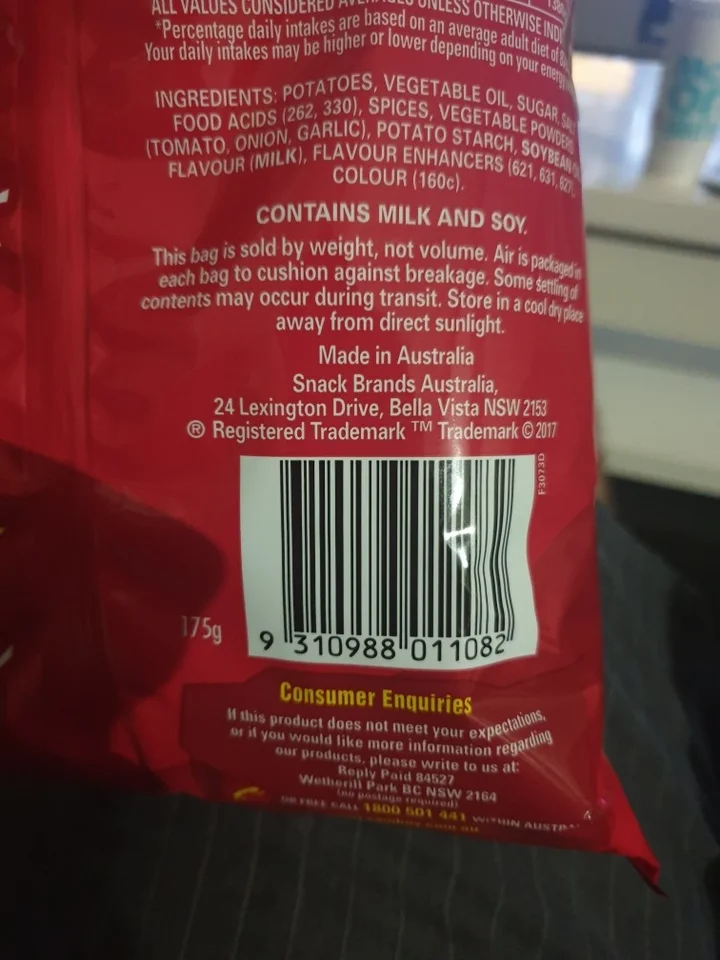 ALL VALUES CONSIDERED AVERAGES UNLESS OTHERWISE
*Percentage daily intakes are based on an average adult diet of
Your daily intakes may be higher or lower depending on your energy
INGREDIENTS: POTATOES, VEGETABLE OIL, SUGAR, SALT
FOOD ACIDS (262, 330), SPICES, VEGETABLE POWDERS
(TOMATO, ONION, GARLIC), POTATO STARCH, SOYBEAN
FLAVOUR (MILK), FLAVOUR ENHANCERS (621, 631, 627),
COLOUR (160c).
CONTAINS MILK AND SOY.
This bag is sold by weight, not volume. Air is packaged in
each bag to cushion against breakage. Some settling of
contents may occur during transit. Store in a cool dry place
away from direct sunlight.
Made in Australia
Snack Brands Australia,
24 Lexington Drive, Bella Vista NSW 2153
® Registered Trademark ™ Trademark © 2017
F3073D
175g
9 310988 011082
Consumer Enquiries
If this product does not meet your expectations,
or if you would like more information regarding
our products, please write to us at:
Reply Paid 84527
Wetherill Park BC NSW 2164
(no postage required)
OR FREE CALL 1800 501 441 WITHIN